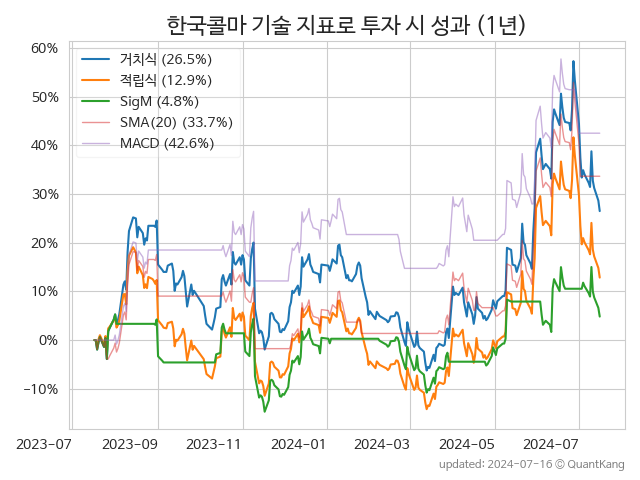 한국콜마 기술 지표로 투자 시 성과 (1년)
거치식 (26.5%)
적립식 (12.9%)
SigM (4.8%)
SMA(20) (33.7%)
MACD (42.6%)
60%
50%
40%
30%
20%
10%
0%
−10%
2023-07 2023-09 2023-11 2024-01 2024-03 2024-05 2024-07
updated: 2024-07-16 © QuantKang